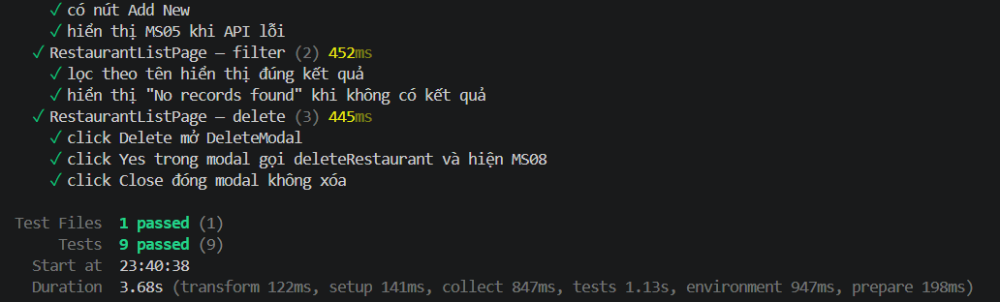 ✓ có nút Add New
✓ hiển thị MS05 khi API lỗi
✓ RestaurantListPage — filter (2) 452ms
✓ lọc theo tên hiển thị đúng kết quả
✓ hiển thị "No records found" khi không có kết quả
✓ RestaurantListPage — delete (3) 445ms
✓ click Delete mở DeleteModal
✓ click Yes trong modal gọi deleteRestaurant và hiện MS08
✓ click Close đóng modal không xóa
Test Files 1 passed (1)
Tests 9 passed (9)
Start at 23:40:38
Duration 3.68s (transform 122ms, setup 141ms, collect 847ms, tests 1.13s, environment 947ms, prepare 198ms)